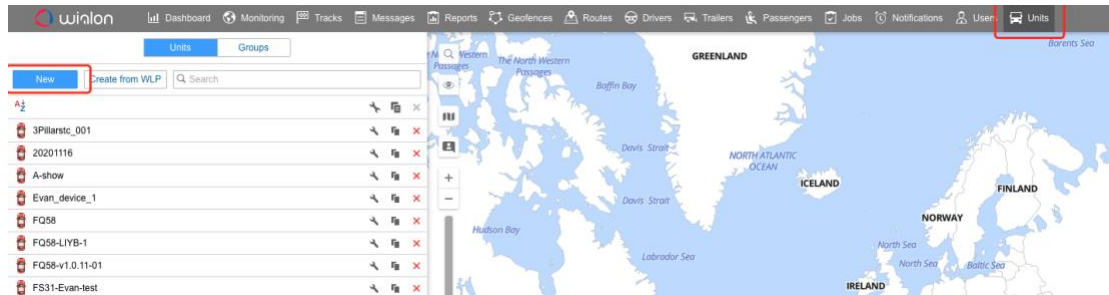 wialon Dashboard Monitoring Tracks Messages Reports Geofences Routes Drivers Trailers Passengers Jobs Notifications Users Units
Units Groups
New Create from WLP Search
3Pillarstc_001
20201116
A-show
Evan_device_1
FQ58
FQ58-LIYB-1
FQ58-v1.0.11-01
FS31-Evan-test
Western
Passages
The North Western
Passages
GREENLAND
Barents Sea
Baffin Bay
Davis Strait
NORTH ATLANTIC
OCEAN
ICELAND
FINLAND
Davis Strait
NORWAY
Hudson Bay
North Sea
Labrador Sea
North Sea
Baltic Sea
IRELAND